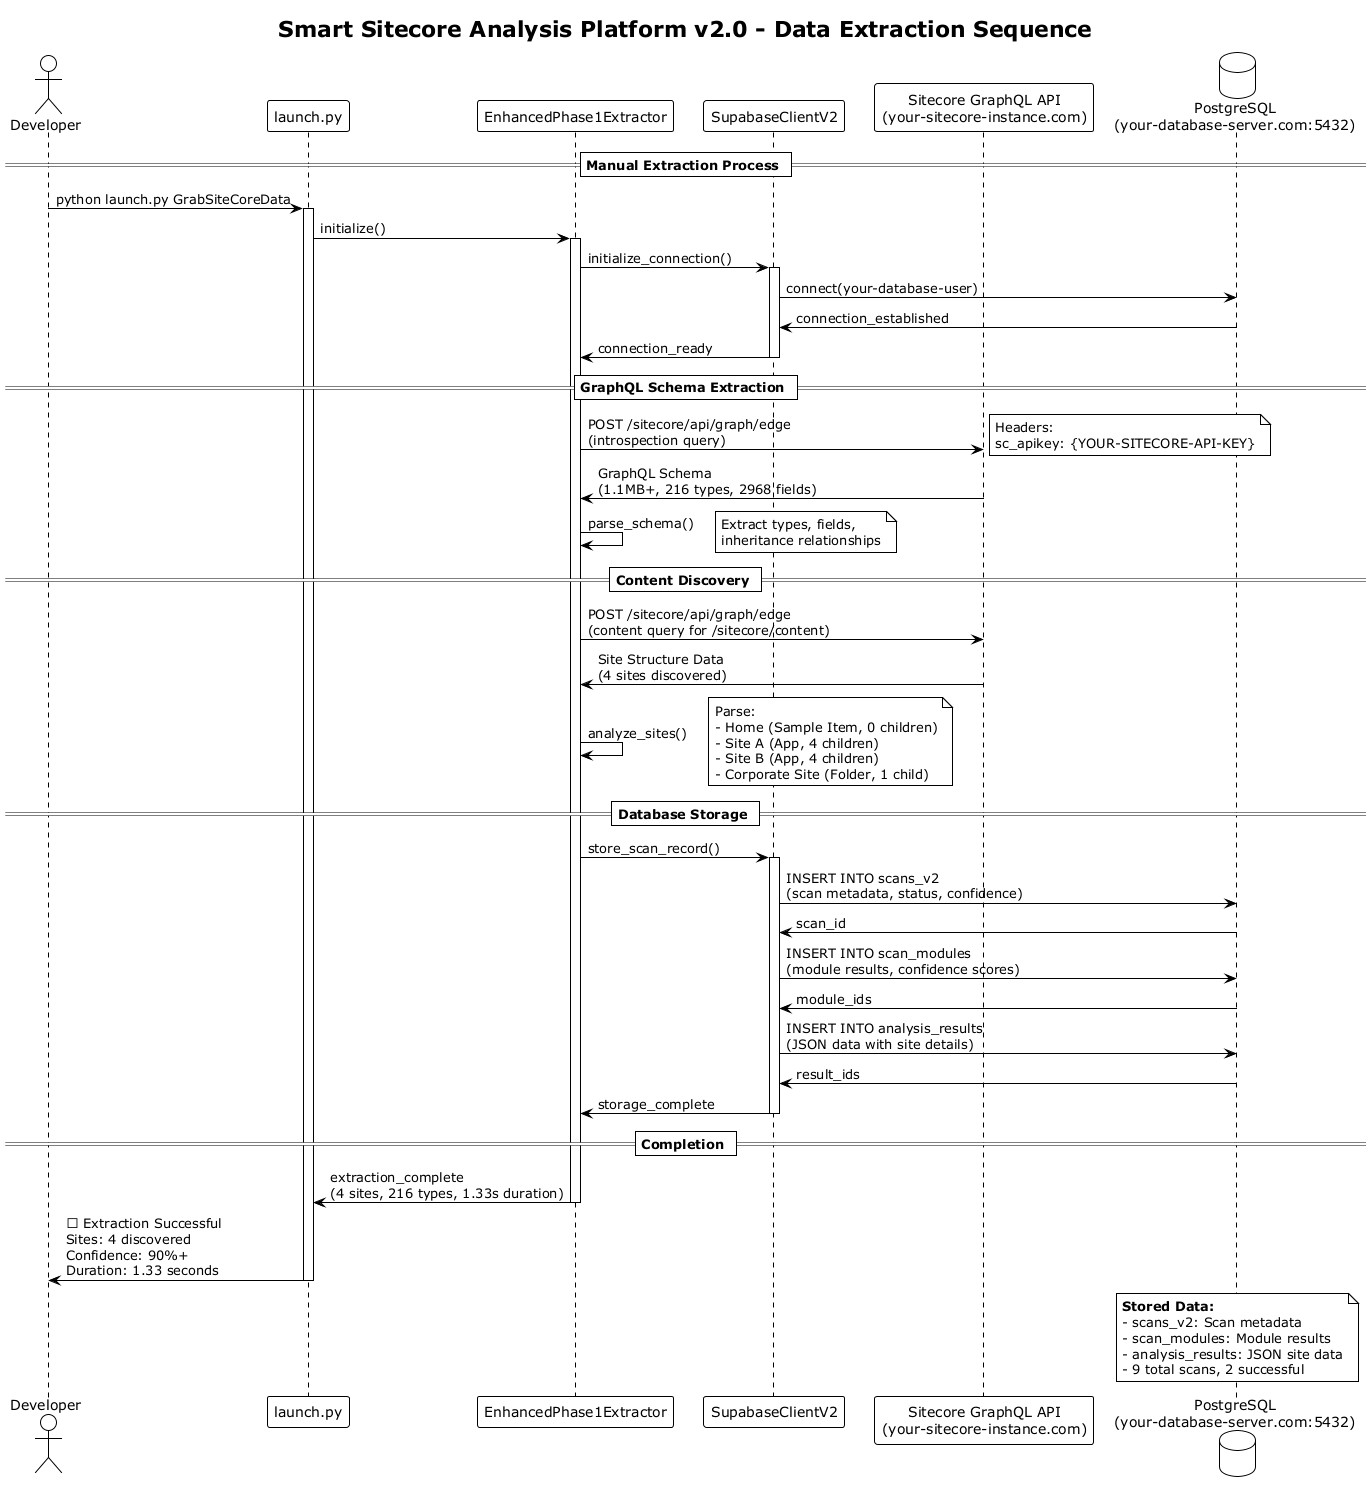 Smart Sitecore Analysis Platform v2.0 - Data Extraction Sequence
Developer
launch.py
EnhancedPhase1Extractor
SupabaseClientV2
Sitecore GraphQL API
(your-sitecore-instance.com)
PostgreSQL
(your-database-server.com:5432)
Manual Extraction Process
python launch.py GrabSiteCoreData
initialize()
initialize_connection()
connect(your-database-user)
connection_established
connection_ready
GraphQL Schema Extraction
POST /sitecore/api/graph/edge
(introspection query)
Headers:
sc_apikey: {YOUR-SITECORE-API-KEY}
GraphQL Schema
(1.1MB+, 216 types, 2968 fields)
parse_schema()
Extract types, fields,
inheritance relationships
Content Discovery
POST /sitecore/api/graph/edge
(content query for /sitecore/content)
Site Structure Data
(4 sites discovered)
analyze_sites()
Parse:
- Home (Sample Item, 0 children)
- Site A (App, 4 children)
- Site B (App, 4 children)
- Corporate Site (Folder, 1 child)
Database Storage
store_scan_record()
INSERT INTO scans_v2
(scan metadata, status, confidence)
scan_id
INSERT INTO scan_modules
(module results, confidence scores)
module_ids
INSERT INTO analysis_results
(JSON data with site details)
result_ids
storage_complete
Completion
extraction_complete
(4 sites, 216 types, 1.33s duration)
□ Extraction Successful
Sites: 4 discovered
Confidence: 90%+
Duration: 1.33 seconds
Stored Data:
- scans_v2: Scan metadata
- scan_modules: Module results
- analysis_results: JSON site data
- 9 total scans, 2 successful
Developer
launch.py
EnhancedPhase1Extractor
SupabaseClientV2
Sitecore GraphQL API
(your-sitecore-instance.com)
PostgreSQL
(your-database-server.com:5432)